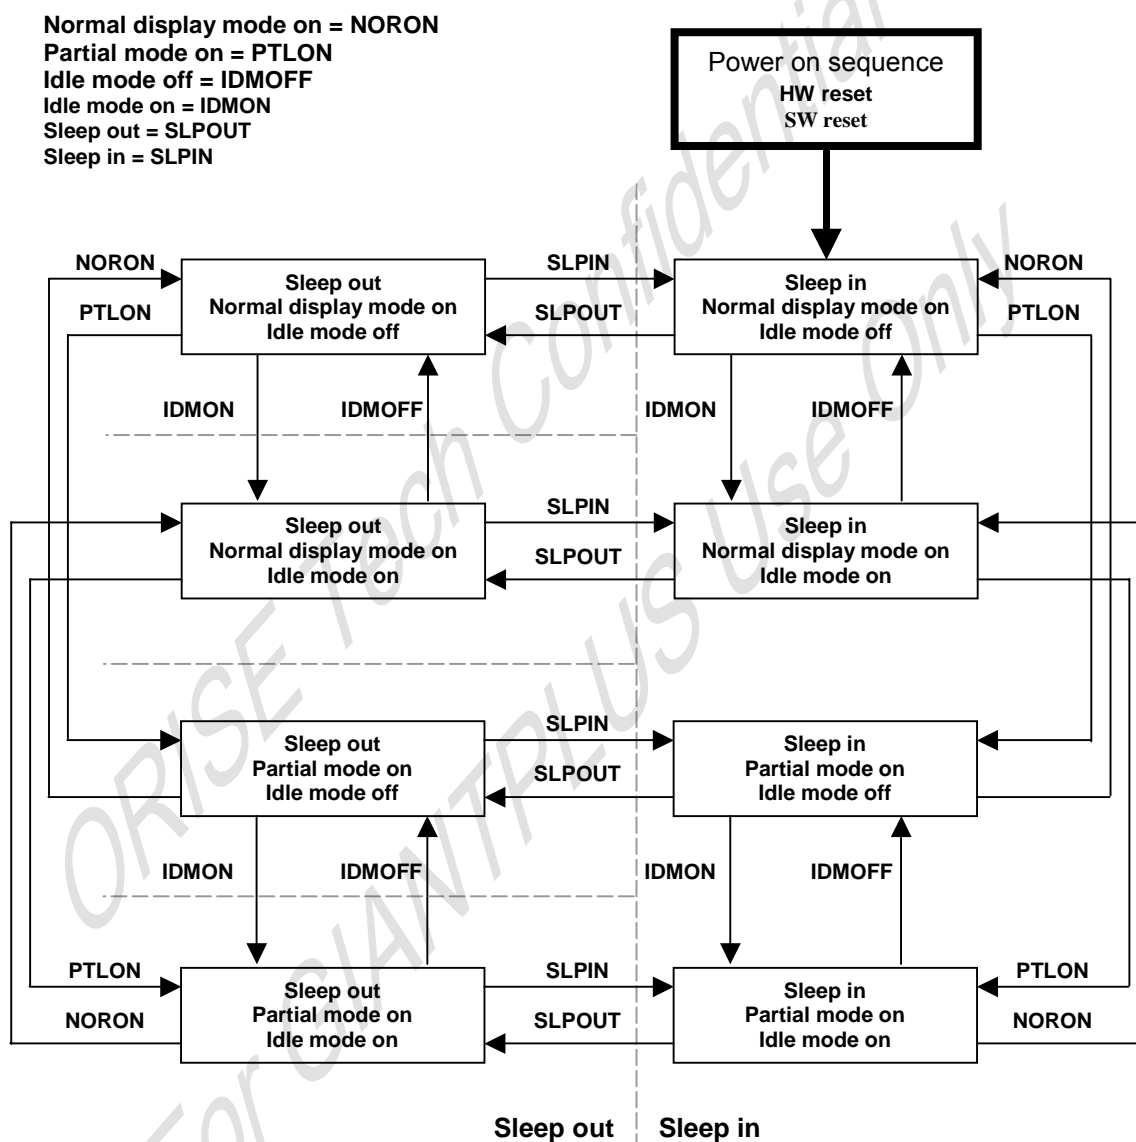 Normal display mode on = NORON
Partial mode on = PTLON
Idle mode off = IDMOFF
Idle mode on = IDMON
Sleep out = SLPOUT
Sleep in = SLPIN
Power on sequence
HW reset
SW reset
NORON
PTLON
Sleep out
Normal display mode on
Idle mode off
SLPIN
SLPOUT
Sleep in
Normal display mode on
Idle mode off
NORON
PTLON
IDMON
IDMOFF
IDMON
IDMOFF
Sleep out
Normal display mode on
Idle mode on
SLPIN
SLPOUT
Sleep in
Normal display mode on
Idle mode on
Sleep out
Partial mode on
Idle mode off
SLPIN
SLPOUT
Sleep in
Partial mode on
Idle mode off
IDMON
IDMOFF
IDMON
IDMOFF
PTLON
NORON
Sleep out
Partial mode on
Idle mode on
SLPIN
SLPOUT
Sleep in
Partial mode on
Idle mode on
PTLON
NORON
Sleep out
Sleep in
ORISE Tech Confidential
For GIANTPLUS Use Only